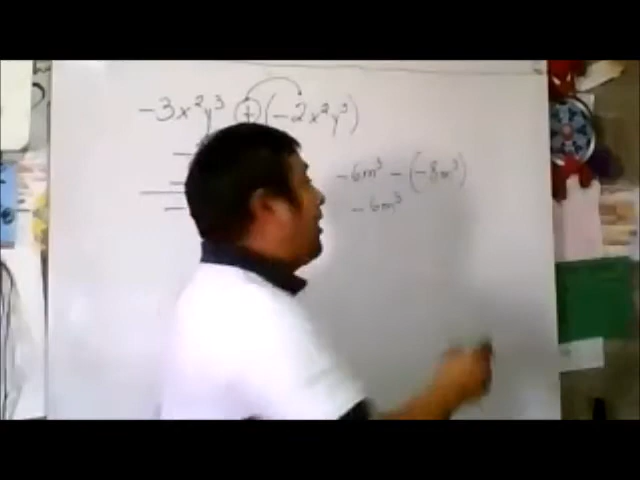 -3x²y³ + (-2x²y³)
-6m³ - (-8m³)
-6m³